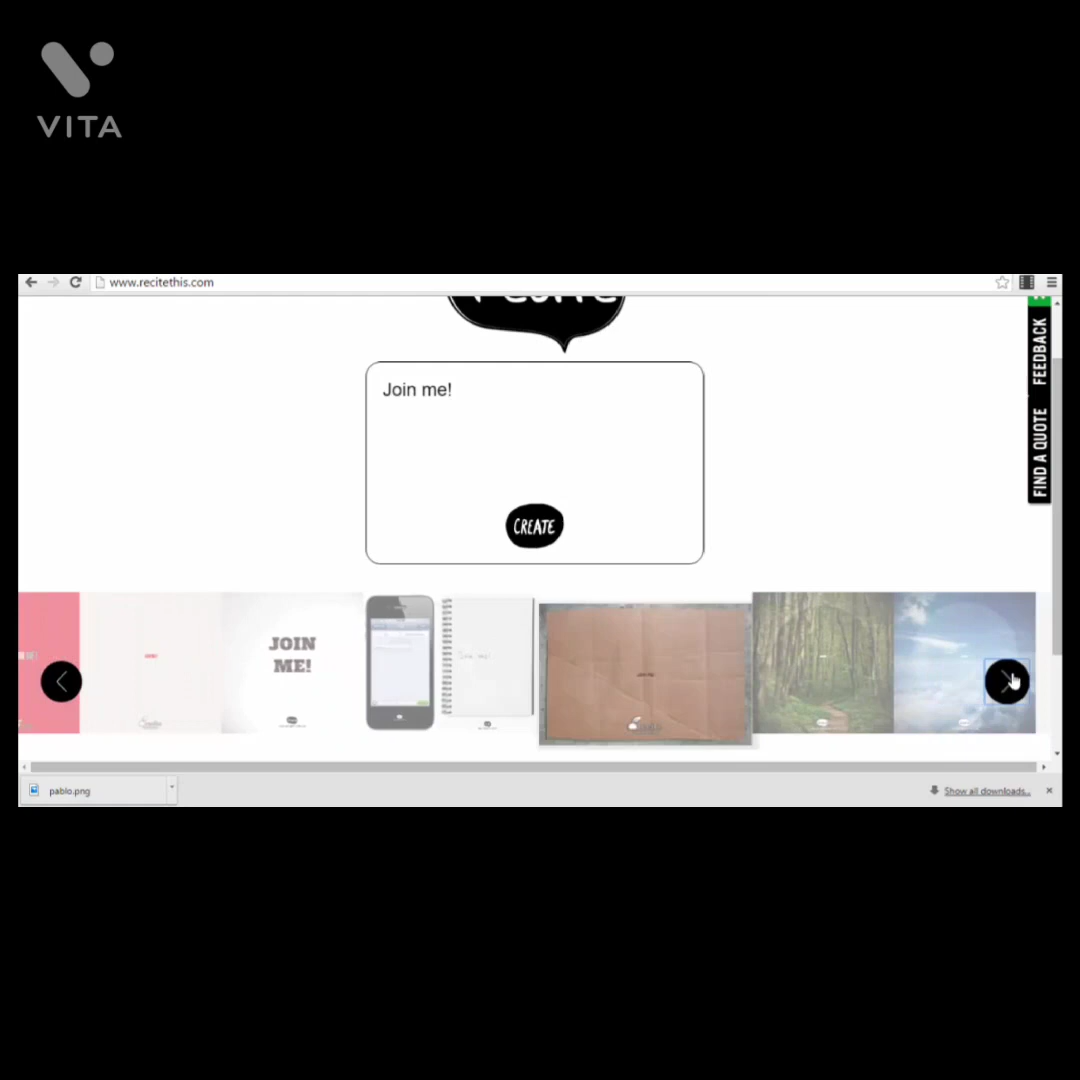 VITA
www.recitethis.com
FEEDBACK
FIND A QUOTE
Join me!
CREATE
JOIN
ME!
pablo.png
Show all downloads...